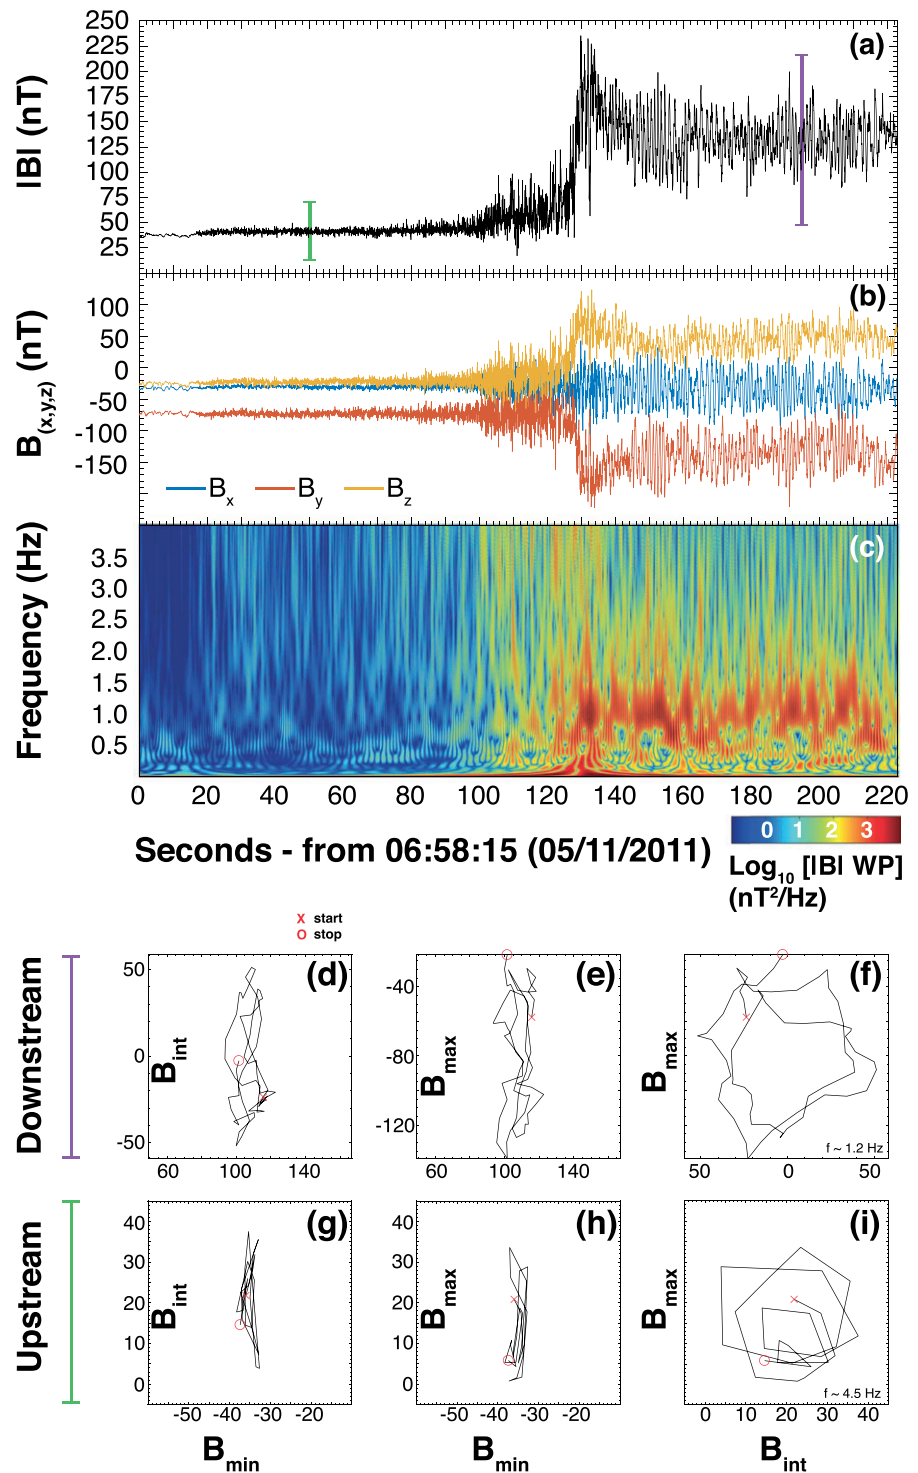 250
225
200
175
150
125
100
75
50
25
|B| (nT)
(a)
100
50
0
-50
-100
-150
B(x,y,z) (nT)
(b)
Bx By Bz
3.5
3.0
2.5
2.0
1.5
1.0
0.5
Frequency (Hz)
(c)
0 20 40 60 80 100 120 140 160 180 200 220
Seconds - from 06:58:15 (05/11/2011)
0 1 2 3
Log10 [|B| WP]
(nT2/Hz)
x start
o stop
Downstream
50
0
-50
Bint
(d)
60 100 140
-40
-80
-120
Bmax
(e)
60 100 140
Bmax
(f)
f ~ 1.2 Hz
50 0 50
Upstream
40
30
20
10
0
Bint
(g)
-50 -40 -30 -20
Bmin
40
30
20
10
0
Bmax
(h)
-50 -40 -30 -20
Bmin
Bmax
(i)
f ~ 4.5 Hz
0 10 20 30 40
Bint